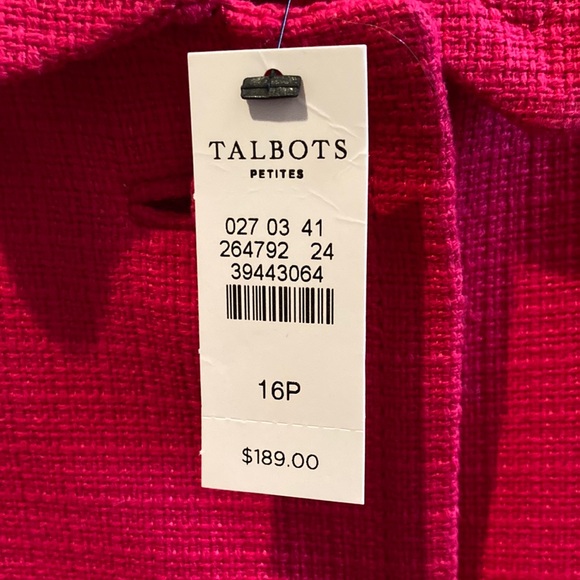 TALBOTS
PETITES
027 03 41
264792 24
39443064
16P
$189.00